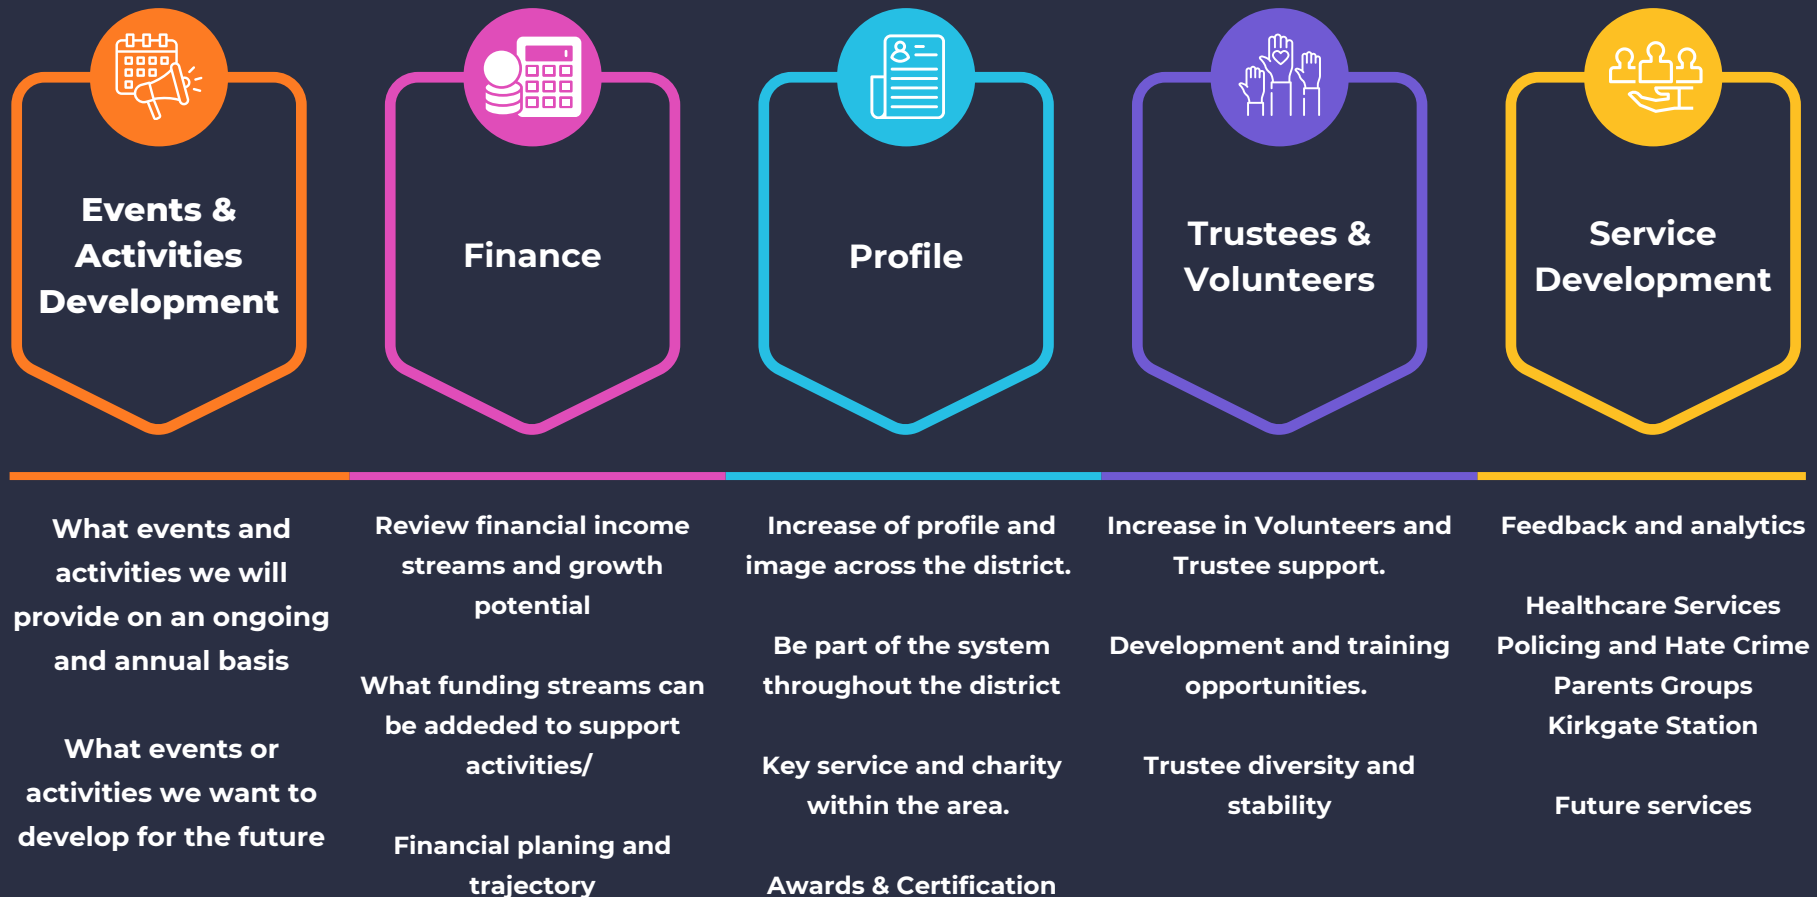 Events &
Activities
Development
Finance
Profile
Trustees &
Volunteers
Service
Development
What events and
activities we will
provide on an ongoing
and annual basis
What events or
activities we want to
develop for the future
Review financial income
streams and growth
potential
What funding streams can
be addeded to support
activities/
Financial planing and
trajectory
Increase of profile and
image across the district.
Be part of the system
throughout the district
Key service and charity
within the area.
Awards & Certification
Increase in Volunteers and
Trustee support.
Development and training
opportunities.
Trustee diversity and
stability
Feedback and analytics
Healthcare Services
Policing and Hate Crime
Parents Groups
Kirkgate Station
Future services